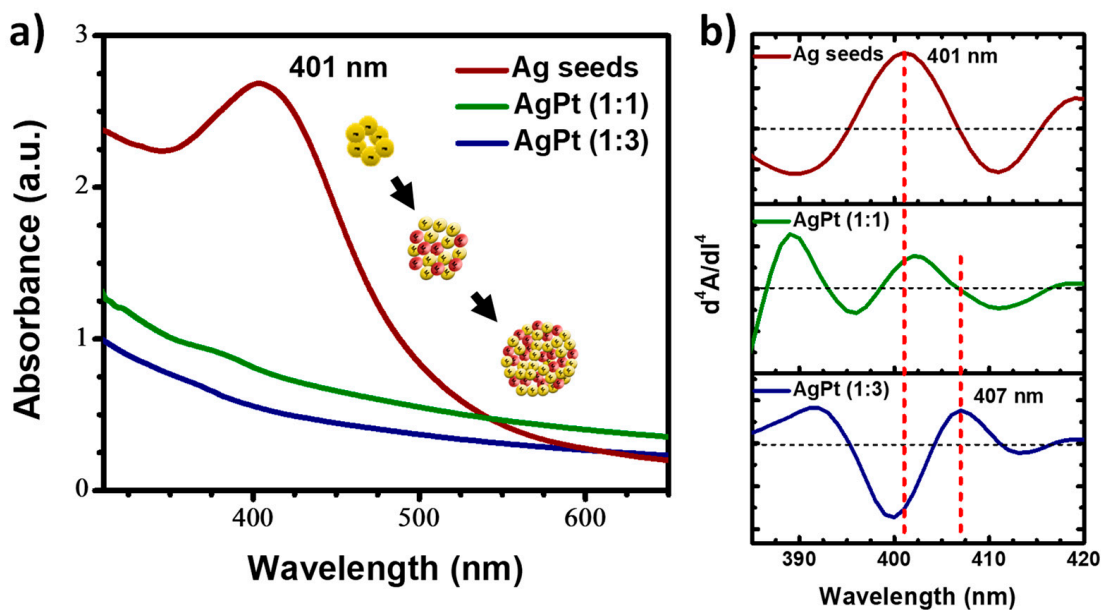 a)
3
2
1
0
Absorbance (a.u.)
401 nm
Ag seeds
AgPt (1:1)
AgPt (1:3)
400
500
600
Wavelength (nm)
b)
Ag seeds
401 nm
AgPt (1:1)
AgPt (1:3)
407 nm
d⁴A/dl⁴
390
400
410
420
Wavelength (nm)